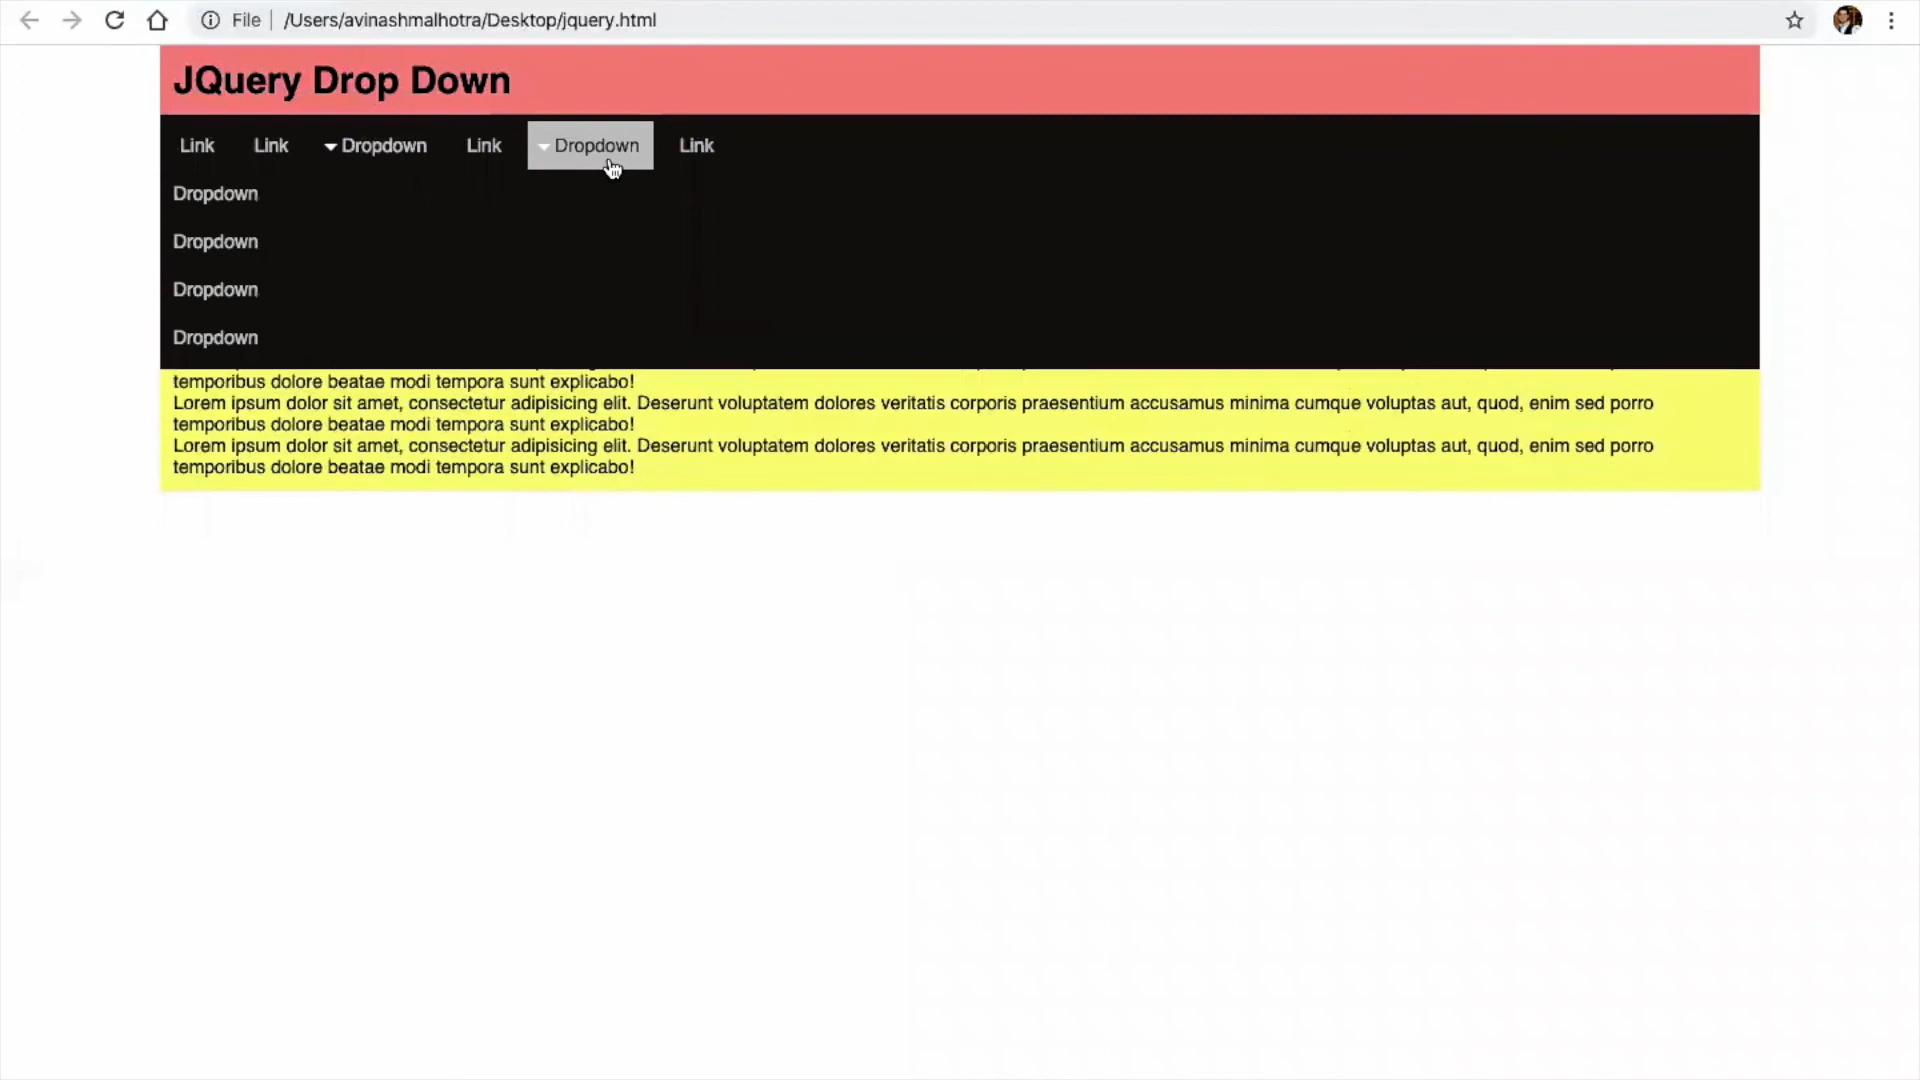 File /Users/avinashmalhotra/Desktop/jquery.html
JQuery Drop Down
Link Link Dropdown Link Dropdown Link
Dropdown
Dropdown
Dropdown
Dropdown
temporibus dolore beatae modi tempora sunt explicabo!
Lorem ipsum dolor sit amet, consectetur adipisicing elit. Deserunt voluptatem dolores veritatis corporis praesentium accusamus minima cumque voluptas aut, quod, enim sed porro
temporibus dolore beatae modi tempora sunt explicabo!
Lorem ipsum dolor sit amet, consectetur adipisicing elit. Deserunt voluptatem dolores veritatis corporis praesentium accusamus minima cumque voluptas aut, quod, enim sed porro
temporibus dolore beatae modi tempora sunt explicabo!